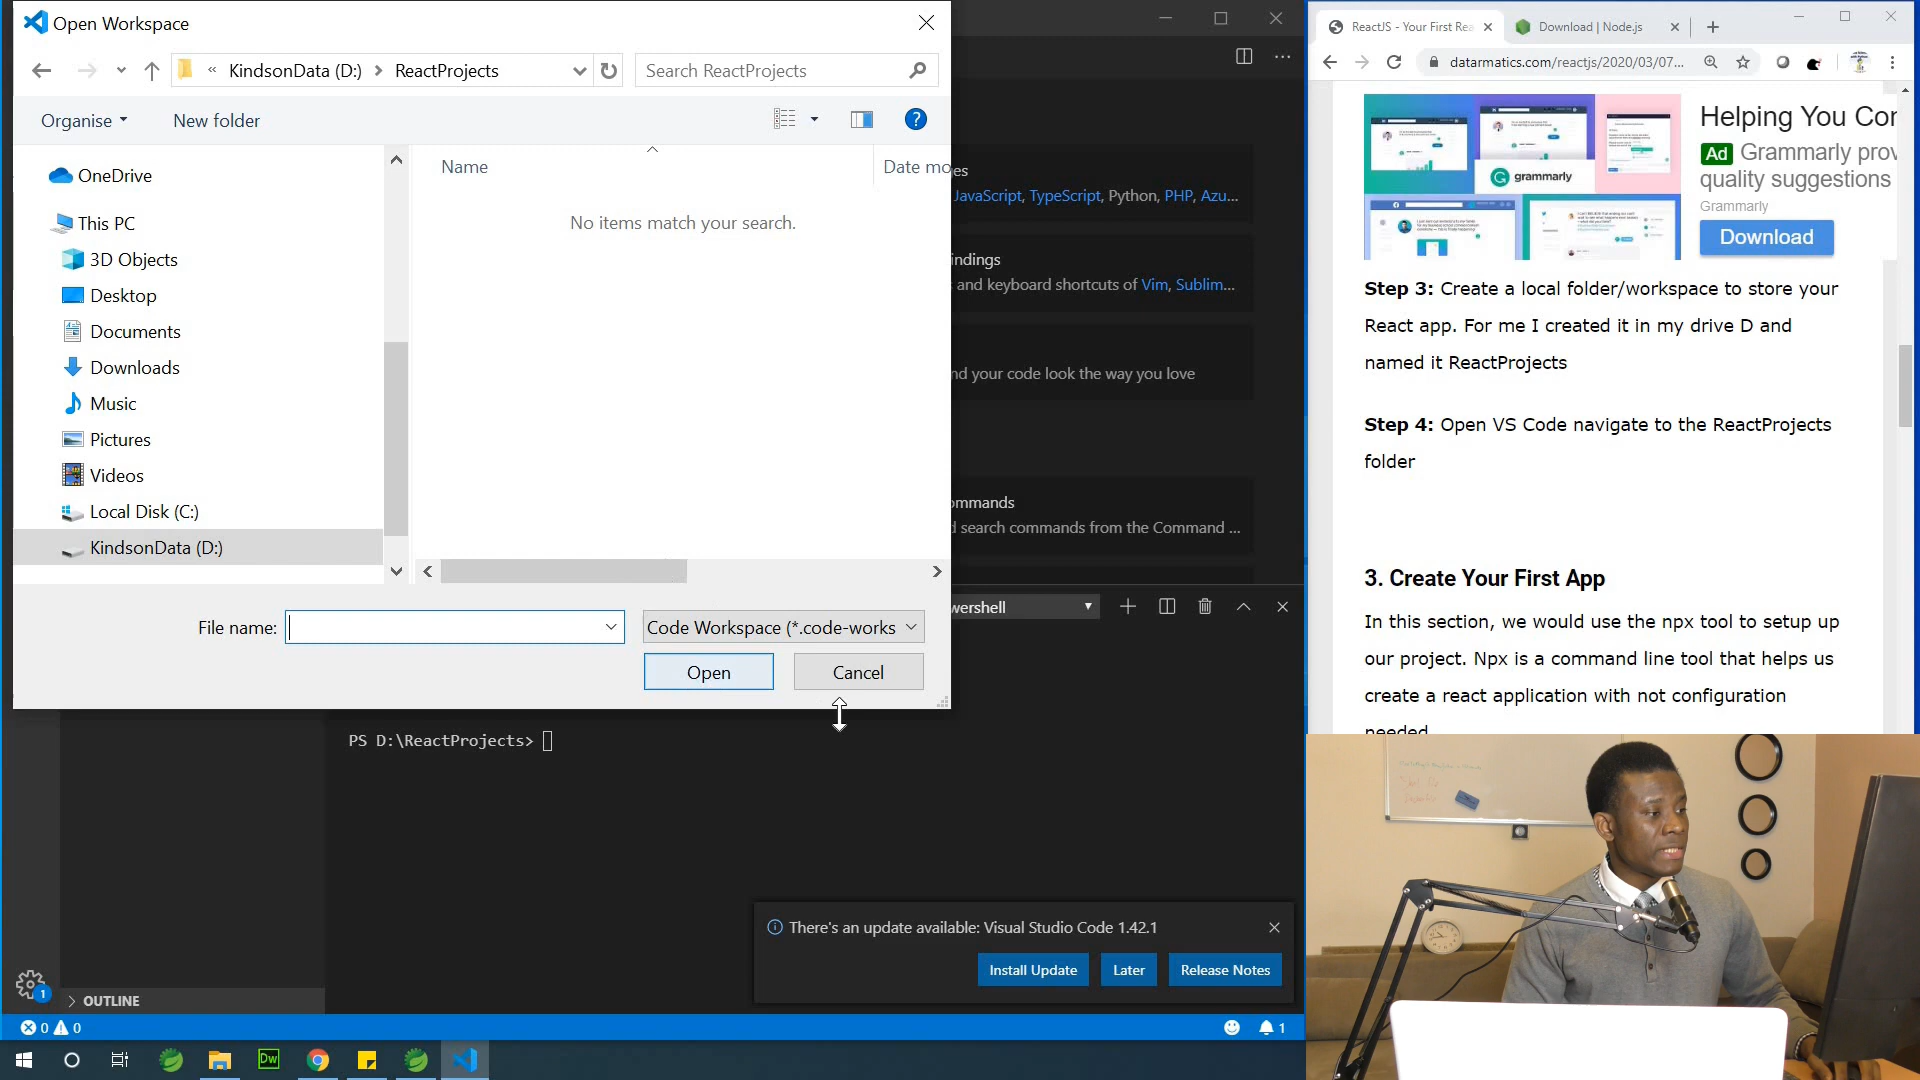 Open Workspace
« KindsonData (D:) > ReactProjects
Search ReactProjects
Organise
New folder
Name
Date mo
OneDrive
This PC
3D Objects
Desktop
Documents
Downloads
Music
Pictures
Videos
Local Disk (C:)
KindsonData (D:)
No items match your search.
File name:
Code Workspace (*.code-works
Open
Cancel
es
JavaScript, TypeScript, Python, PHP, Azu...
indings
and keyboard shortcuts of Vim, Sublim...
nd your code look the way you love
ommands
d search commands from the Command ...
wershell
PS D:\ReactProjects>
There's an update available: Visual Studio Code 1.42.1
Install Update
Later
Release Notes
1
> OUTLINE
0 0
1
Dw
ReactJS - Your First Rea
Download | Node.js
datarmatics.com/reactjs/2020/03/07...
grammarly
Helping You Cor
Ad Grammarly prov
quality suggestions
Grammarly
Download
Step 3: Create a local folder/workspace to store your
React app. For me I created it in my drive D and
named it ReactProjects
Step 4: Open VS Code navigate to the ReactProjects
folder
3. Create Your First App
In this section, we would use the npx tool to setup up
our project. Npx is a command line tool that helps us
create a react application with not configuration
needed